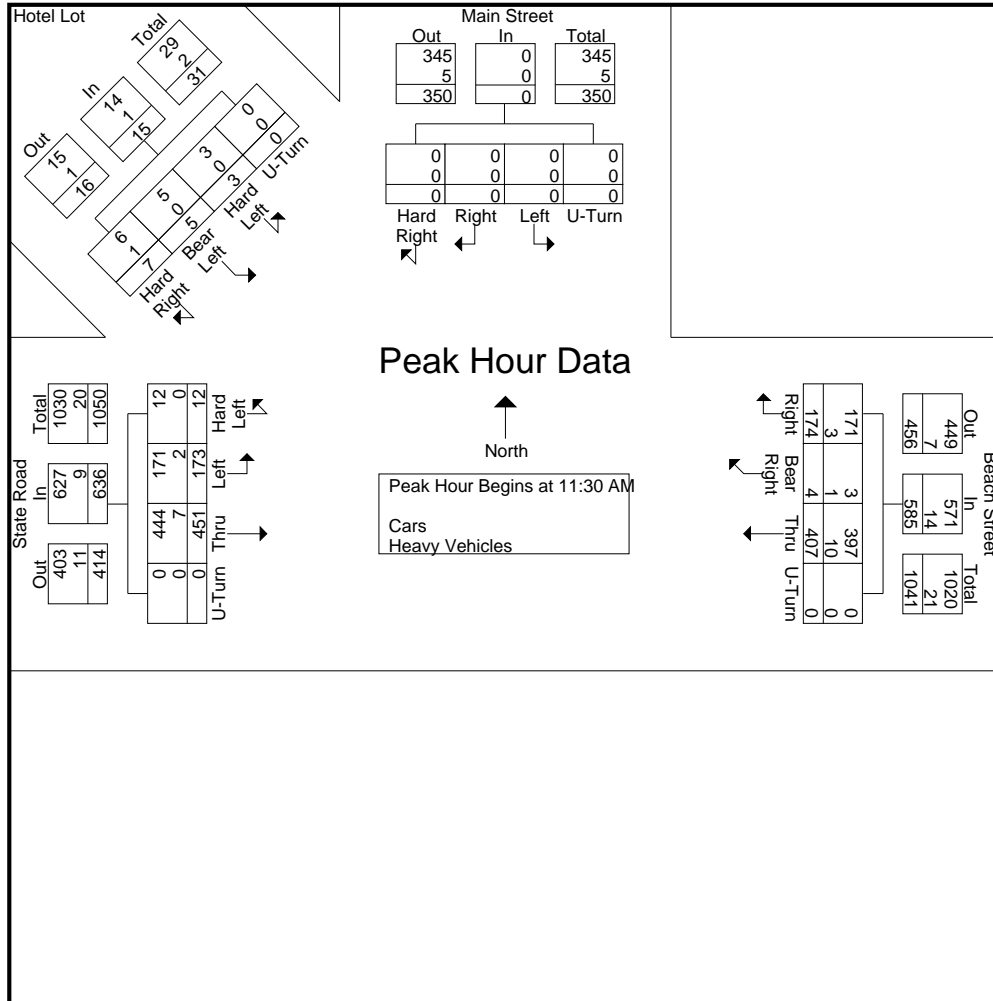 Hotel Lot
Total
29
2
31
In
14
1
15
Out
15
1
16
0
0
0
U-Turn
3
0
3
Hard
Left
5
0
5
Bear
Left
6
1
7
Hard
Right
Main Street
Out In Total
345 0 345
5 0 5
350 0 350
0 0 0 0
0 0 0 0
0 0 0 0
Hard Right Left U-Turn
Right
Peak Hour Data
North
Peak Hour Begins at 11:30 AM
Cars
Heavy Vehicles
State Road
Total
1030
20
1050
In
627
9
636
Out
403
11
414
12
0
12
Hard
Left
171
2
173
Left
444
7
451
Thru
0
0
0
U-Turn
Right
174
3
171
Bear
Right
4
1
3
Thru
407
10
397
U-Turn
0
0
0
Beach Street
Out
449
7
456
In
571
14
585
Total
1020
21
1041